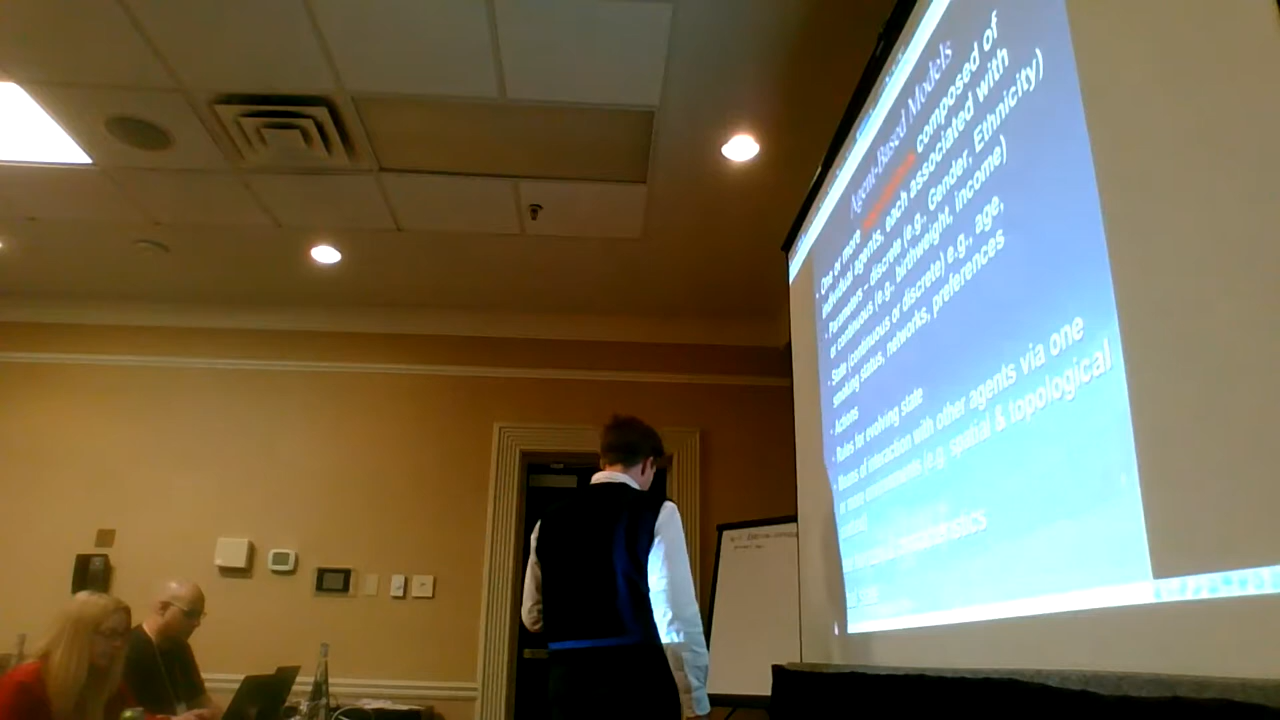 Agent-Based Models
• One or more composed of
individual agents, each associated with
• Parameters – discrete (e.g., Gender, Ethnicity)
or continuous (e.g., birthweight, income)
• State (continuous or discrete) e.g., age,
smoking status, networks, preferences
• Actions
• Rules for evolving state
• Means of interaction with other agents via one
or more environments (e.g. spatial & topological